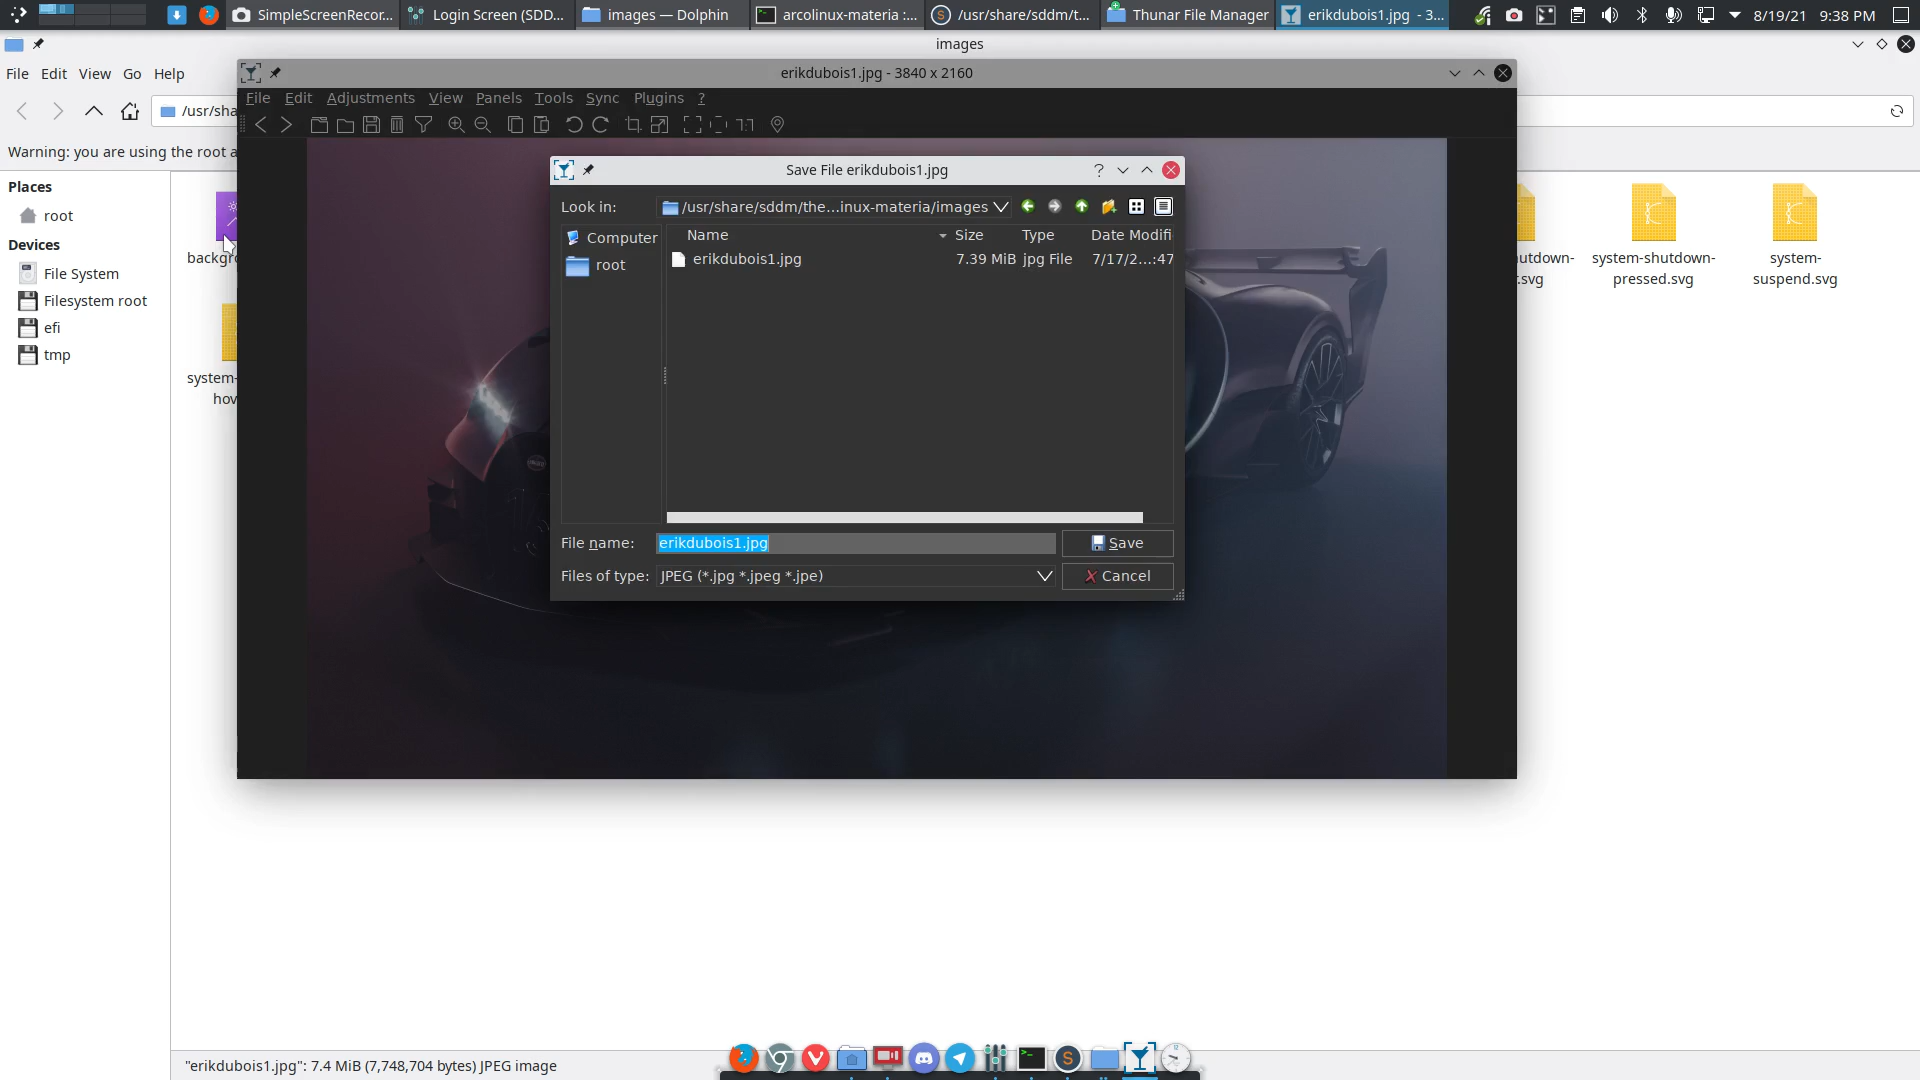 SimpleScreenRecor... Login Screen (SDD... images — Dolphin arcolinux-materia :... /usr/share/sddm/t... Thunar File Manager erikdubois1.jpg - 3... 8/19/21 9:38 PM
images
File Edit View Go Help
erikdubois1.jpg - 3840 x 2160
File Edit Adjustments View Panels Tools Sync Plugins ?
/usr/sha
Warning: you are using the root a
Places
root
Devices
File System
Filesystem root
efi
tmp
backgro
system-
hov
Save File erikdubois1.jpg
Look in: /usr/share/sddm/the...inux-materia/images
Computer
root
Name Size Type Date Modifi
erikdubois1.jpg 7.39 MiB jpg File 7/17/2...:47
File name: erikdubois1.jpg Save
Files of type: JPEG (*.jpg *.jpeg *.jpe) Cancel
utdown-
r.svg
system-shutdown-
pressed.svg
system-
suspend.svg
"erikdubois1.jpg": 7.4 MiB (7,748,704 bytes) JPEG image